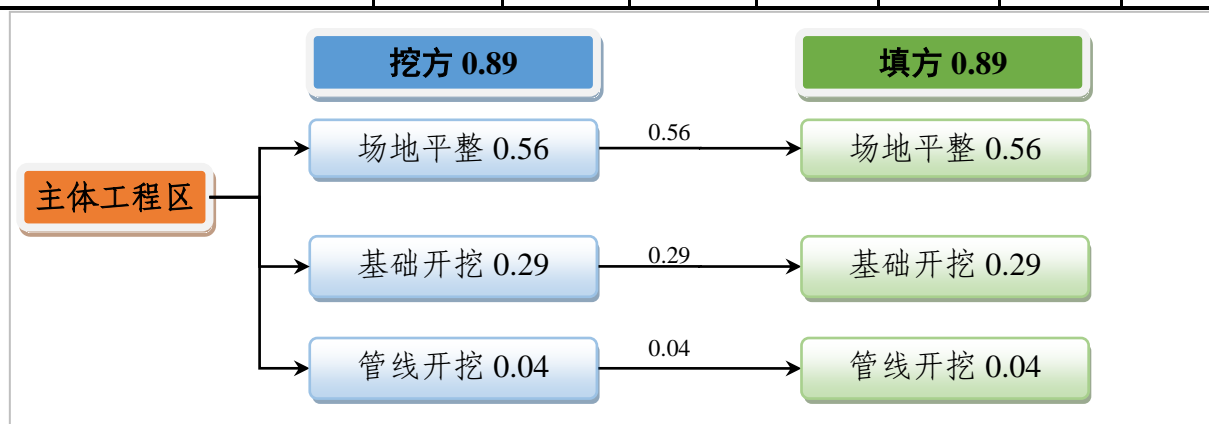 挖方 0.89
填方 0.89
场地平整 0.56
0.56
场地平整 0.56
主体工程区
基础开挖 0.29
0.29
基础开挖 0.29
管线开挖 0.04
0.04
管线开挖 0.04